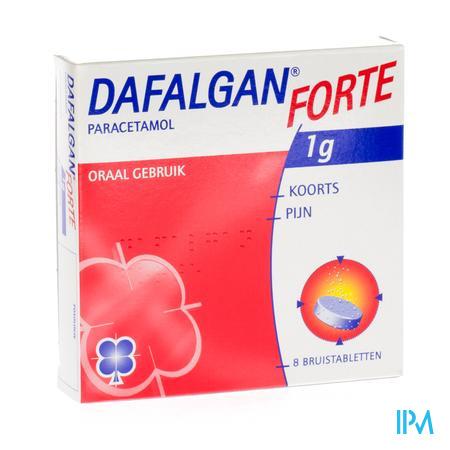 DAFALGAN® FORTE
PARACETAMOL
1g
ORAAL GEBRUIK
KOORTS
PIJN
8 BRUISTABLETTEN
DAFALGAN FORTE
IPM